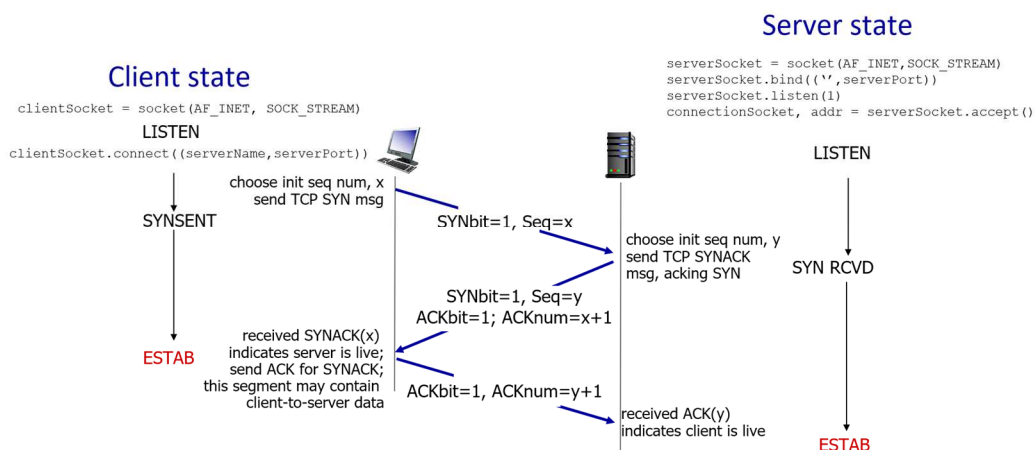 Server state
serverSocket = socket(AF_INET,SOCK_STREAM)
serverSocket.bind((‘’,serverPort))
serverSocket.listen(1)
connectionSocket, addr = serverSocket.accept()
Client state
clientSocket = socket(AF_INET, SOCK_STREAM)
LISTEN
clientSocket.connect((serverName,serverPort))
LISTEN
choose init seq num, x
send TCP SYN msg
SYNSENT
SYNbit=1, Seq=x
choose init seq num, y
send TCP SYNACK
msg, acking SYN
SYN RCVD
SYNbit=1, Seq=y
ACKbit=1; ACKnum=x+1
received SYNACK(x)
indicates server is live;
send ACK for SYNACK;
this segment may contain
client-to-server data
ESTAB
ACKbit=1, ACKnum=y+1
received ACK(y)
indicates client is live
ESTAB